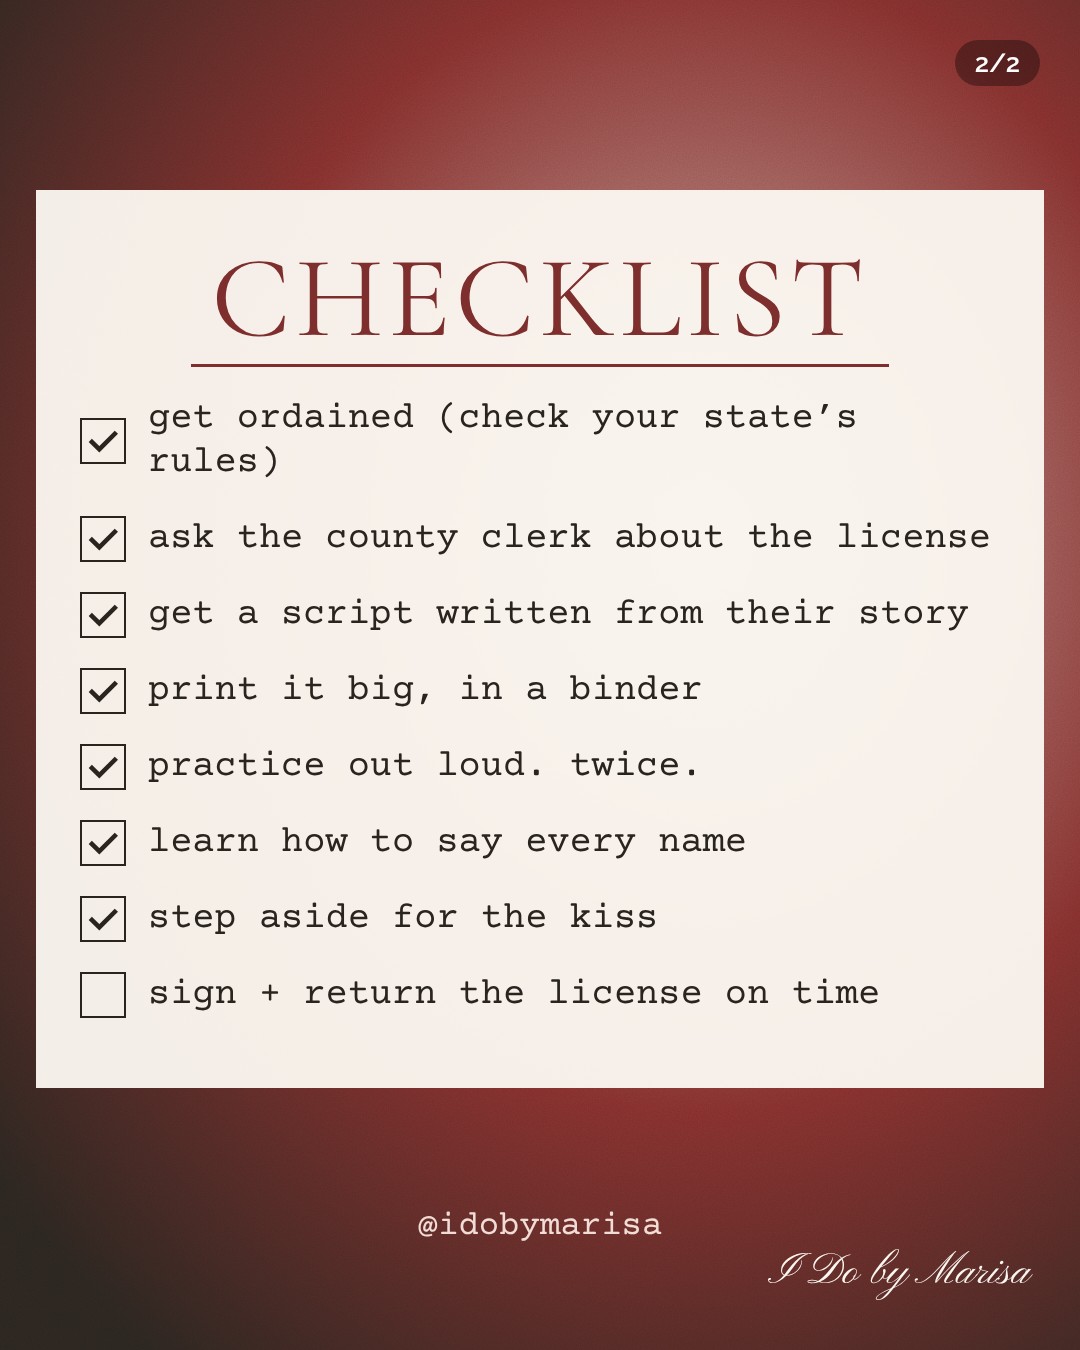 2/2
CHECKLIST
get ordained (check your state’s
rules)
ask the county clerk about the license
get a script written from their story
print it big, in a binder
practice out loud. twice.
learn how to say every name
step aside for the kiss
sign + return the license on time
@idobymarisa
I Do by Marisa